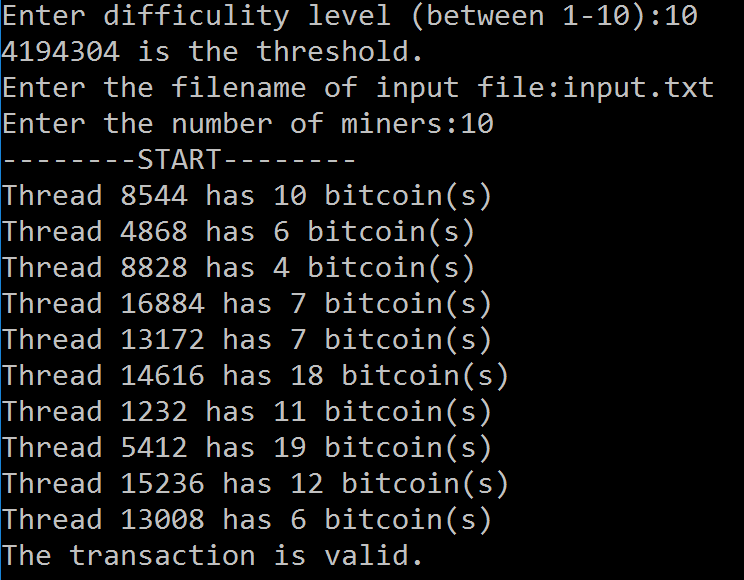 Enter difficulity level (between 1-10):10
4194304 is the threshold.
Enter the filename of input file:input.txt
Enter the number of miners:10
--------START--------
Thread 8544 has 10 bitcoin(s)
Thread 4868 has 6 bitcoin(s)
Thread 8828 has 4 bitcoin(s)
Thread 16884 has 7 bitcoin(s)
Thread 13172 has 7 bitcoin(s)
Thread 14616 has 18 bitcoin(s)
Thread 1232 has 11 bitcoin(s)
Thread 5412 has 19 bitcoin(s)
Thread 15236 has 12 bitcoin(s)
Thread 13008 has 6 bitcoin(s)
The transaction is valid.